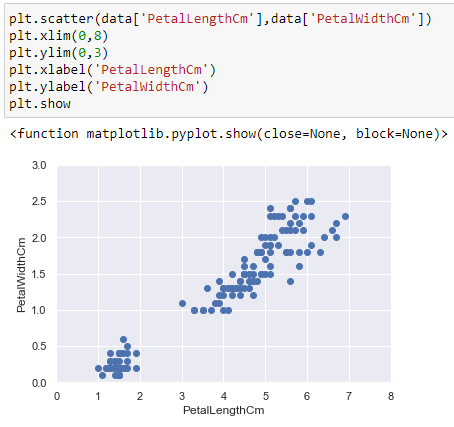 plt.scatter(data['PetalLengthCm'],data['PetalWidthCm'])
plt.xlim(0,8)
plt.ylim(0,3)
plt.xlabel('PetalLengthCm')
plt.ylabel('PetalWidthCm')
plt.show
<function matplotlib.pyplot.show(close=None, block=None)>
3.0
2.5
2.0
1.5
1.0
0.5
0.0
PetalWidthCm
0 1 2 3 4 5 6 7 8
PetalLengthCm